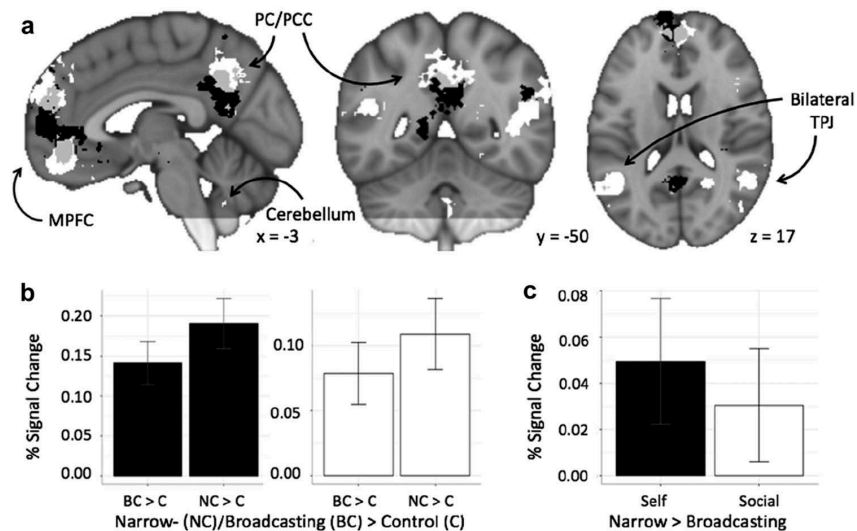 a
PC/PCC
Bilateral
TPJ
MPFC
Cerebellum
x = -3
y = -50
z = 17
b
% Signal Change
0.20
0.15
0.10
0.05
0.00
BC > C
NC > C
0.10
0.05
0.00
BC > C
NC > C
Narrow- (NC)/Broadcasting (BC) > Control (C)
c
% Signal Change
0.08
0.06
0.04
0.02
0.00
Self
Social
Narrow > Broadcasting